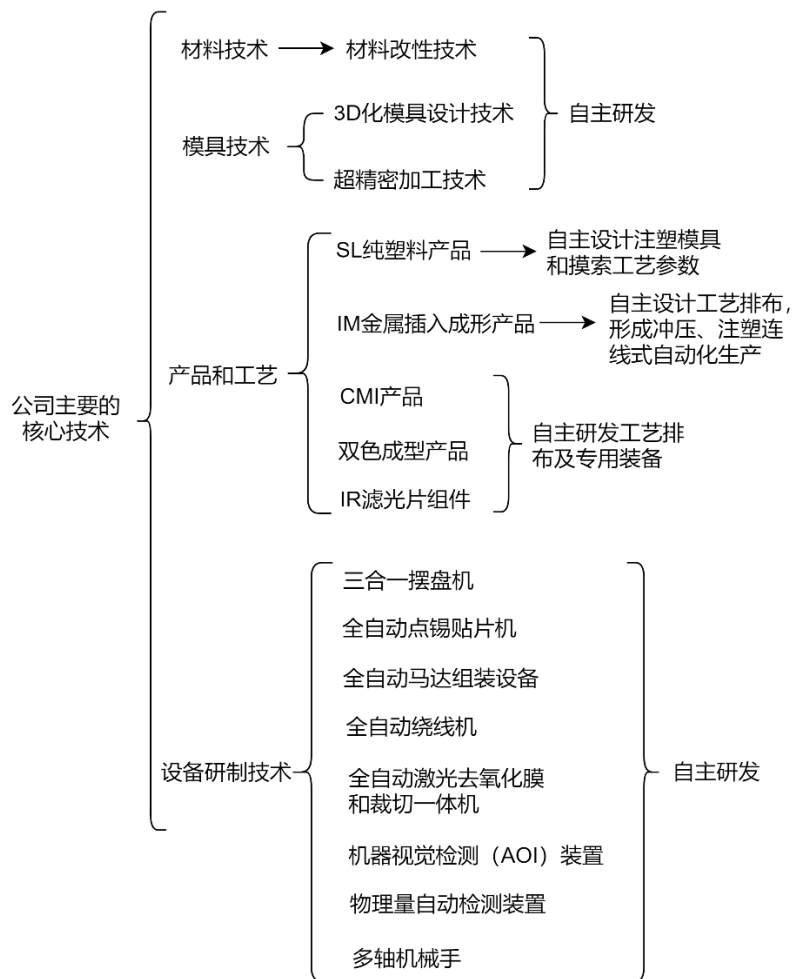 公司主要的
核心技术
材料技术
材料改性技术
模具技术
3D化模具设计技术
超精密加工技术
自主研发
产品和工艺
SL纯塑料产品
自主设计注塑模具
和摸索工艺参数
IM金属插入成形产品
自主设计工艺排布,
形成冲压、注塑连
线式自动化生产
CMI产品
双色成型产品
IR滤光片组件
自主研发工艺排
布及专用装备
设备研制技术
三合一摆盘机
全自动点锡贴片机
全自动马达组装设备
全自动绕线机
全自动激光去氧化膜
和裁切一体机
机器视觉检测（AOI）装置
物理量自动检测装置
多轴机械手
自主研发